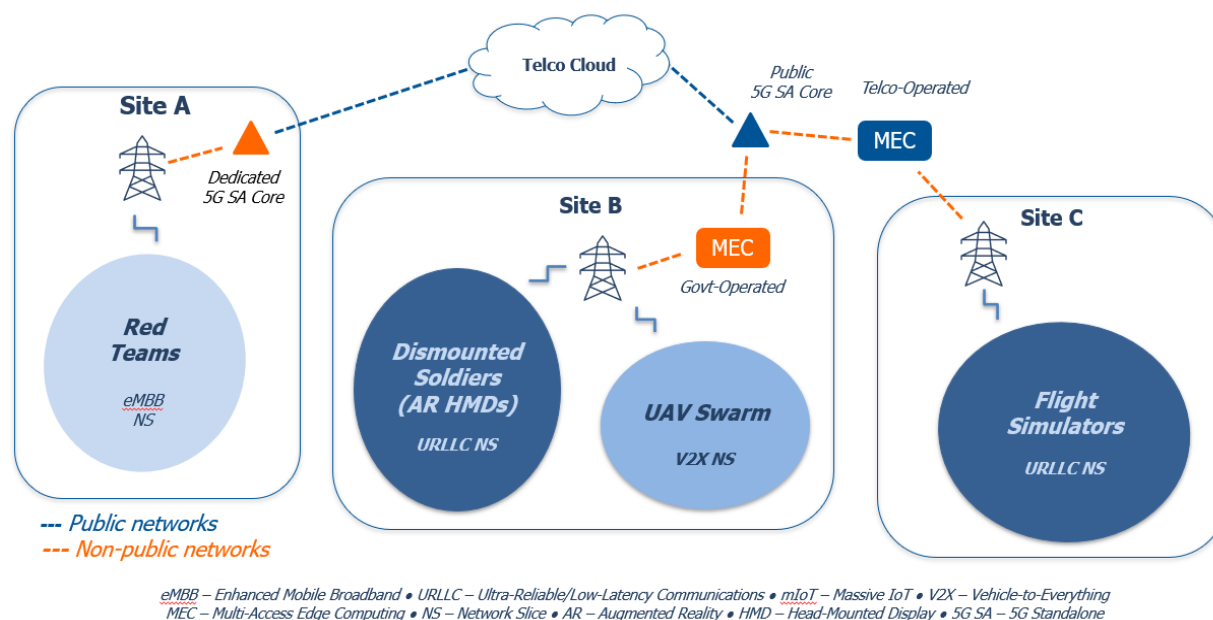 Telco Cloud
Public
5G SA Core
Telco-Operated
MEC
Site A
Dedicated
5G SA Core
Red
Teams
eMBB
NS
Site B
MEC
Govt-Operated
Dismounted
Soldiers
(AR HMDs)
URLLC NS
UAV Swarm
V2X NS
Site C
Flight
Simulators
URLLC NS
--- Public networks
--- Non-public networks
eMBB – Enhanced Mobile Broadband ● URLLC – Ultra-Reliable/Low-Latency Communications ● mIoT – Massive IoT ● V2X – Vehicle-to-Everything
MEC – Multi-Access Edge Computing ● NS – Network Slice ● AR – Augmented Reality ● HMD – Head-Mounted Display ● 5G SA – 5G Standalone